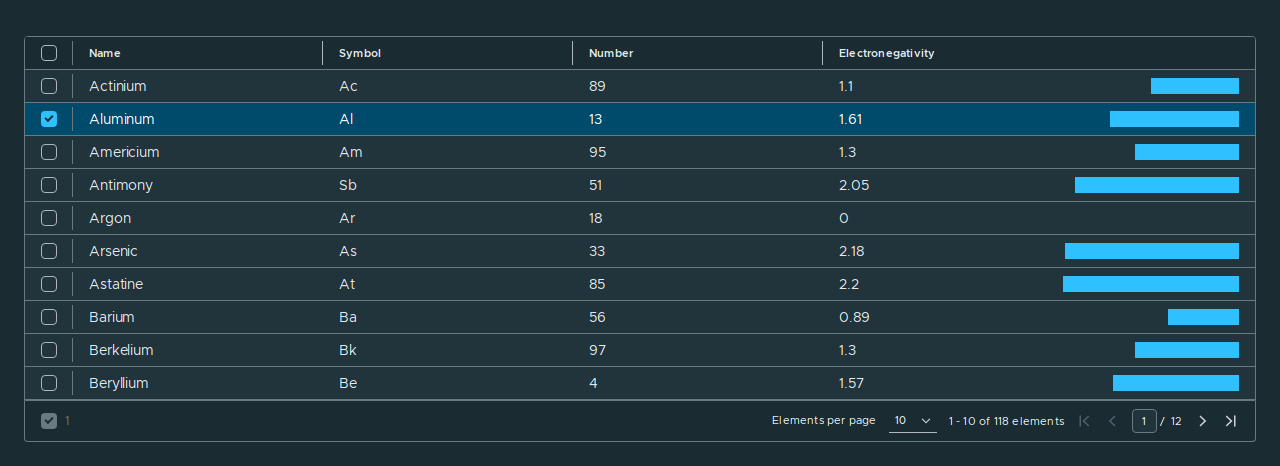 Name Symbol Number Electronegativity
Actinium Ac 89 1.1
Aluminum Al 13 1.61
Americium Am 95 1.3
Antimony Sb 51 2.05
Argon Ar 18 0
Arsenic As 33 2.18
Astatine At 85 2.2
Barium Ba 56 0.89
Berkelium Bk 97 1.3
Beryllium Be 4 1.57
1 Elements per page 10 1 - 10 of 118 elements 1 / 12